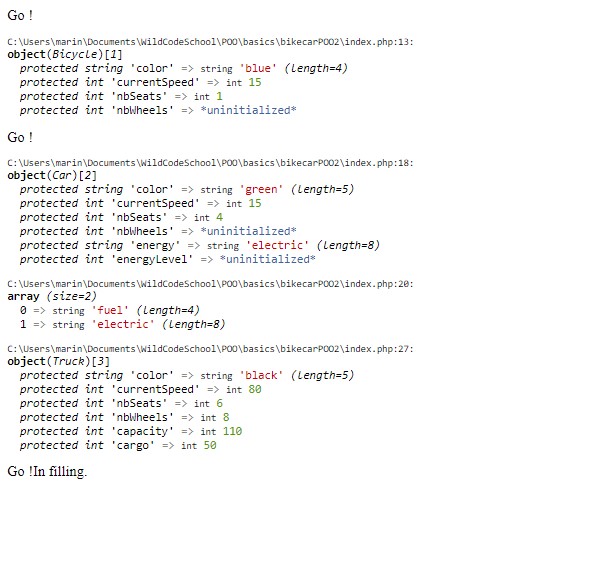 Go !
C:\Users\marin\Documents\WildCodeSchool\POO\basics\bikecarPOO2\index.php:13:
object(Bicycle)[1]
protected string 'color' => string 'blue' (length=4)
protected int 'currentSpeed' => int 15
protected int 'nbSeats' => int 1
protected int 'nbWheels' => *uninitialized*
Go !
C:\Users\marin\Documents\WildCodeSchool\POO\basics\bikecarPOO2\index.php:18:
object(Car)[2]
protected string 'color' => string 'green' (length=5)
protected int 'currentSpeed' => int 15
protected int 'nbSeats' => int 4
protected int 'nbWheels' => *uninitialized*
protected string 'energy' => string 'electric' (length=8)
protected int 'energyLevel' => *uninitialized*
C:\Users\marin\Documents\WildCodeSchool\POO\basics\bikecarPOO2\index.php:20:
array (size=2)
0 => string 'fuel' (length=4)
1 => string 'electric' (length=8)
C:\Users\marin\Documents\WildCodeSchool\POO\basics\bikecarPOO2\index.php:27:
object(Truck)[3]
protected string 'color' => string 'black' (length=5)
protected int 'currentSpeed' => int 80
protected int 'nbSeats' => int 6
protected int 'nbWheels' => int 8
protected int 'capacity' => int 110
protected int 'cargo' => int 50
Go !In filling.